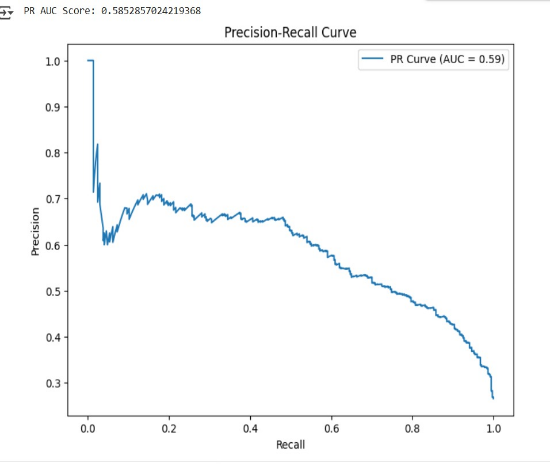 PR AUC Score: 0.5852857024219368
Precision-Recall Curve
PR Curve (AUC = 0.59)
1.0
0.9
0.8
0.7
0.6
0.5
0.4
0.3
Precision
0.0 0.2 0.4 0.6 0.8 1.0
Recall